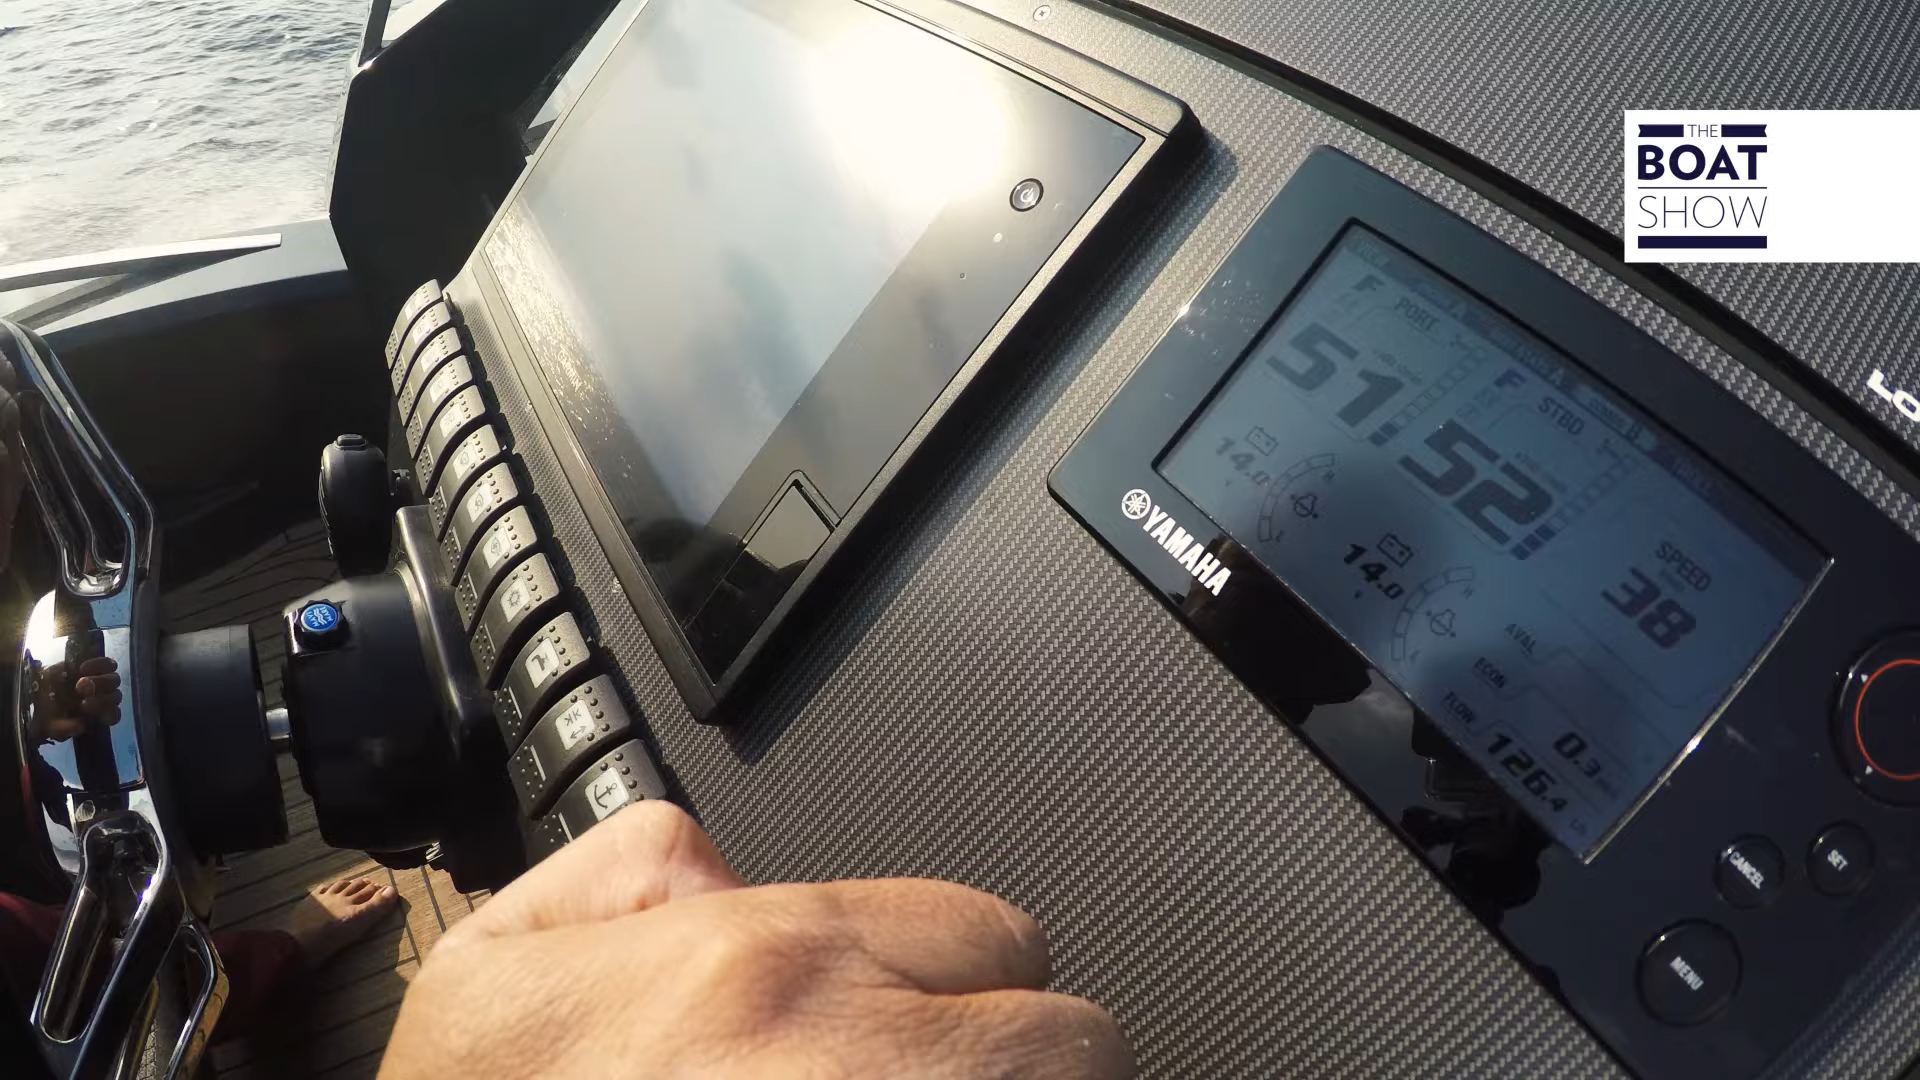 THE
BOAT
SHOW
F
PORT
51
F
STBD
52
14.0
14.0
SPEED
38
AVAL
ECON
0.3
FLOW
126.4
YAMAHA
CANCEL
SET
MENU